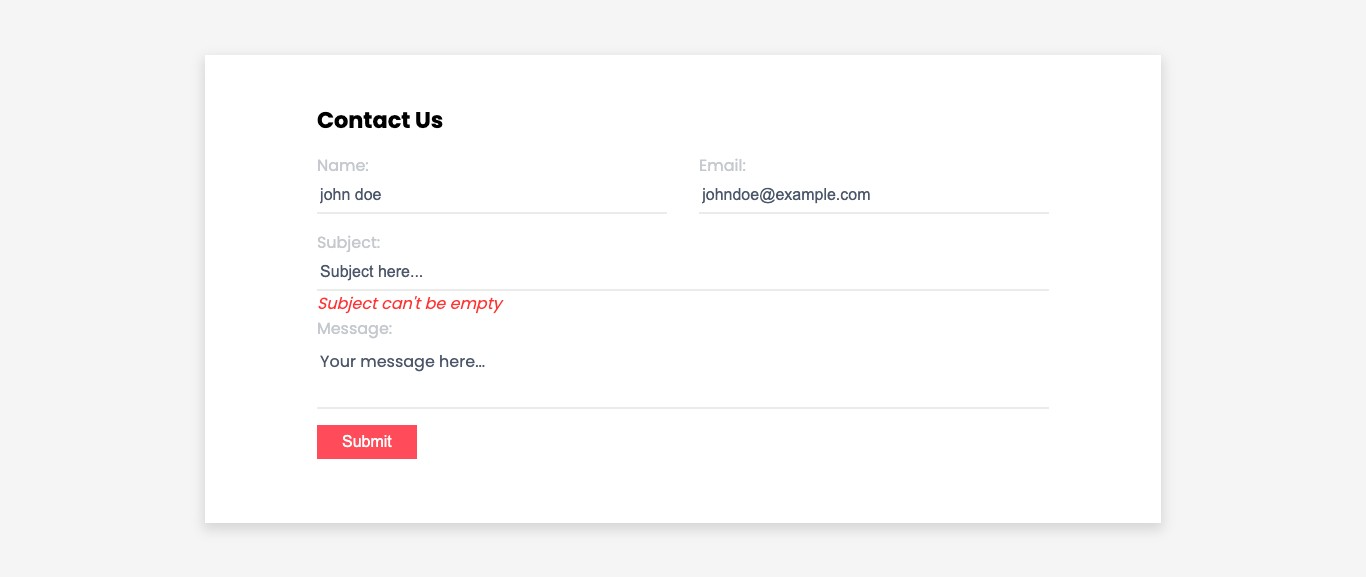 Contact Us
Name:
Email:
john doe
johndoe@example.com
Subject:
Subject here...
Subject can't be empty
Message:
Your message here...
Submit